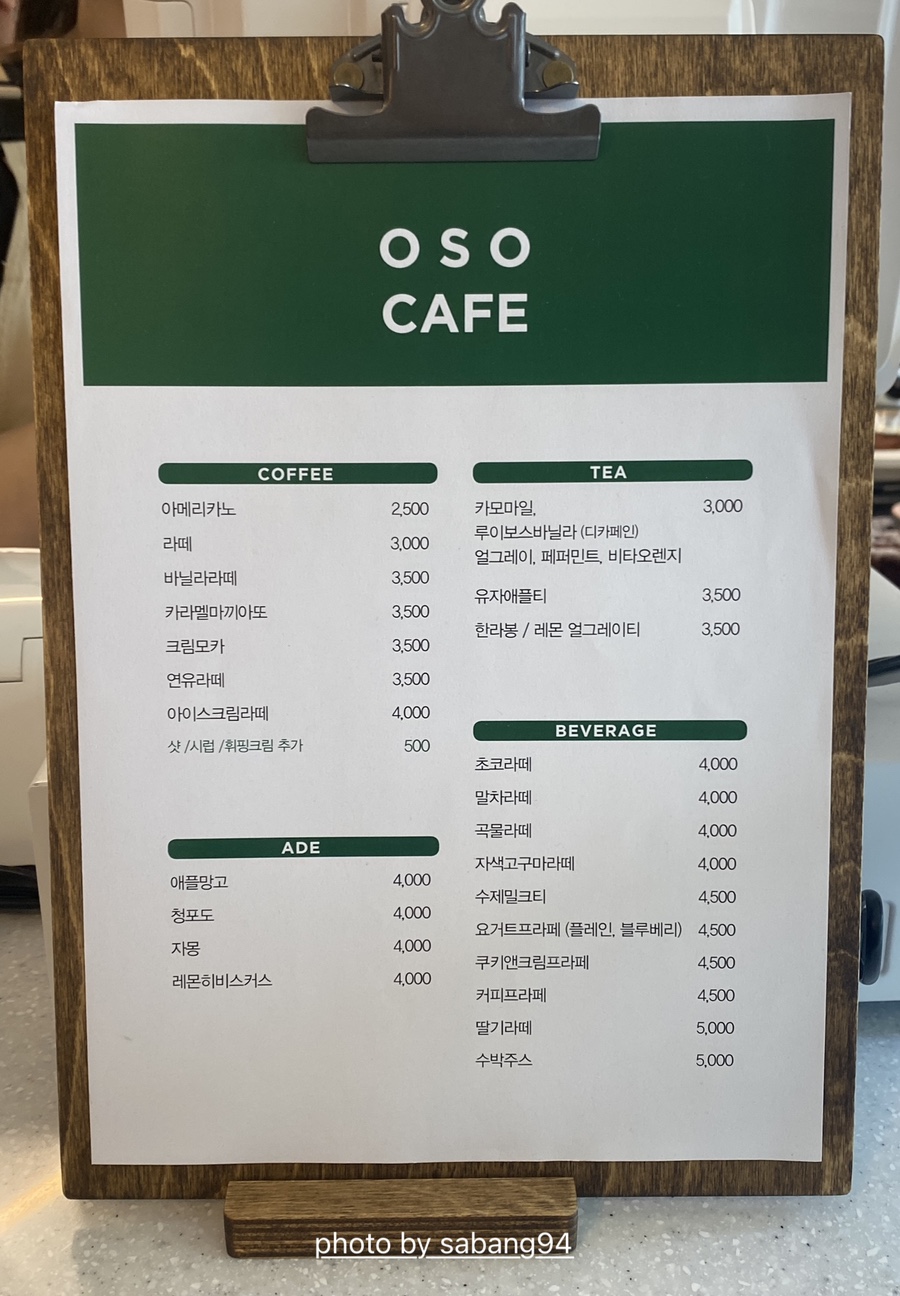 OSO
CAFE
COFFEE
아메리카노 2,500
라떼 3,000
바닐라라떼 3,500
카라멜마끼아또 3,500
크림모카 3,500
연유라떼 3,500
아이스크림라떼 4,000
샷 /시럽 /휘핑크림 추가 500
ADE
애플망고 4,000
청포도 4,000
자몽 4,000
레몬히비스커스 4,000
TEA
카모마일, 3,000
루이보스바닐라 (디카페인)
얼그레이, 페퍼민트, 비타오렌지
유자애플티 3,500
한라봉 / 레몬 얼그레이티 3,500
BEVERAGE
초코라떼 4,000
말차라떼 4,000
곡물라떼 4,000
자색고구마라떼 4,000
수제밀크티 4,500
요거트프라페 (플레인, 블루베리) 4,500
쿠키앤크림프라페 4,500
커피프라페 4,500
딸기라떼 5,000
수박주스 5,000
photo by sabang94